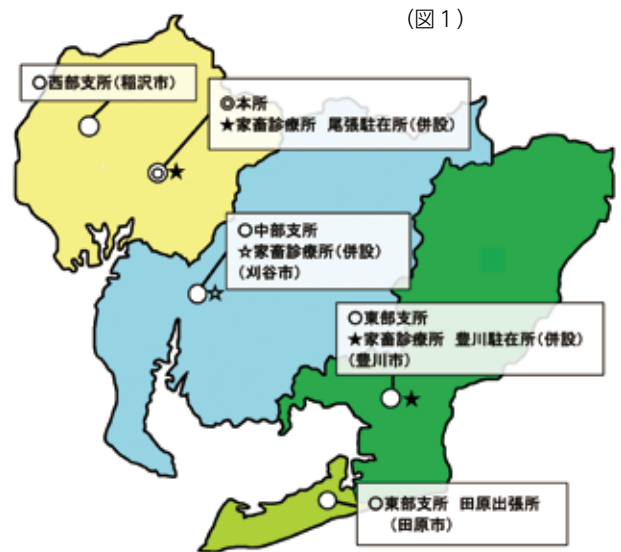 (図1)
○西部支所(稲沢市)
◎本所
★家畜診療所 尾張駐在所(併設)
○中部支所
☆家畜診療所(併設)
(刈谷市)
○東部支所
★家畜診療所 豊川駐在所(併設)
(豊川市)
○東部支所 田原出張所
(田原市)